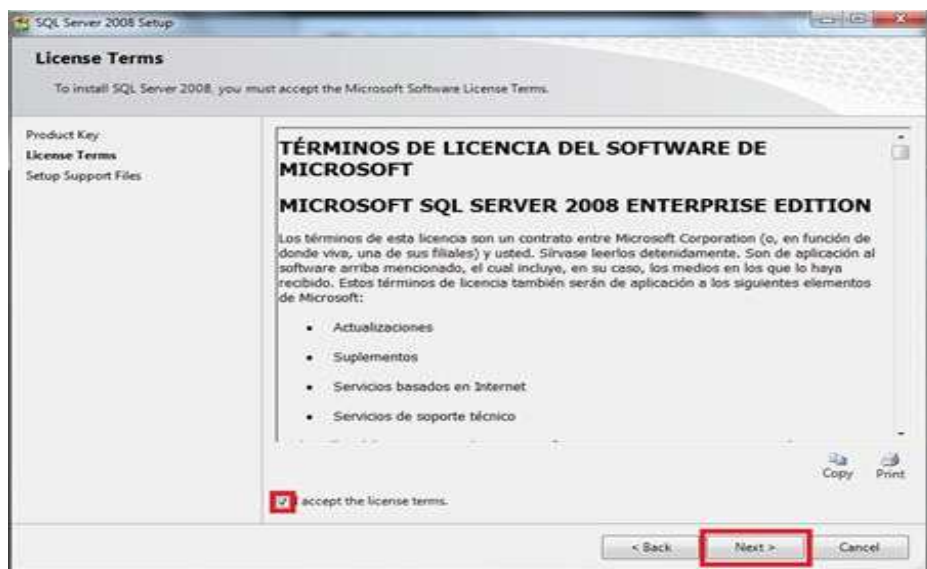 SQL Server 2008 Setup
License Terms
To install SQL Server 2008, you must accept the Microsoft Software License Terms.
Product Key
License Terms
Setup Support Files
TÉRMINOS DE LICENCIA DEL SOFTWARE DE
MICROSOFT
MICROSOFT SQL SERVER 2008 ENTERPRISE EDITION
Los términos de esta licencia son un contrato entre Microsoft Corporation (o, en función de
donde viva, una de sus filiales) y usted. Sírvase leerlos detenidamente. Son de aplicación al
software arriba mencionado, el cual incluye, en su caso, los medios en los que lo haya
recibido. Estos términos de licencia también serán de aplicación a los siguientes elementos
de Microsoft:
• Actualizaciones
• Suplementos
• Servicios basados en Internet
• Servicios de soporte técnico
Copy Print
accept the license terms.
< Back Next > Cancel